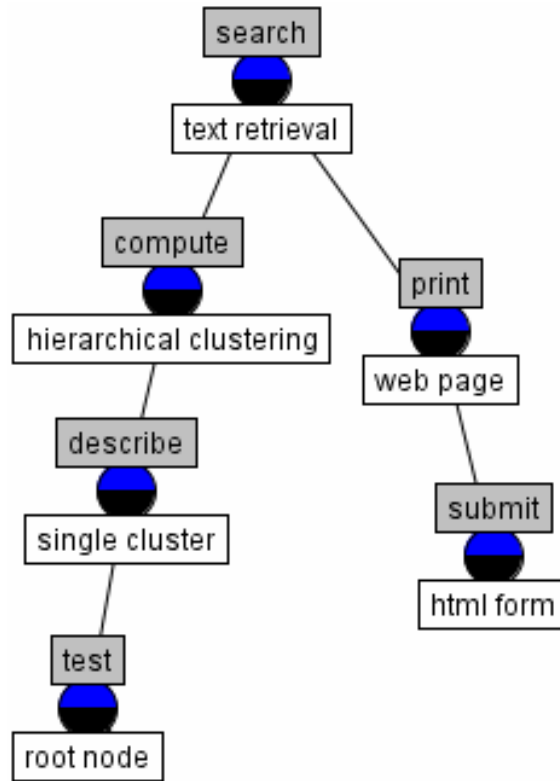 search
text retrieval
compute
print
hierarchical clustering
web page
describe
submit
single cluster
html form
test
root node